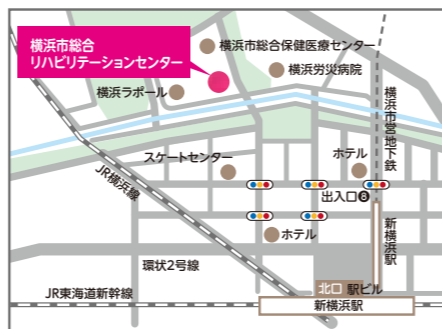 横浜市総合
リハビリテーションセンター
横浜市総合保健医療センター
横浜労災病院
横浜ラポール
横浜市営地下鉄
スケートセンター
ホテル
JR横浜線
出入口8
新横浜駅
ホテル
環状2号線
北口 駅ビル
JR東海道新幹線
新横浜駅